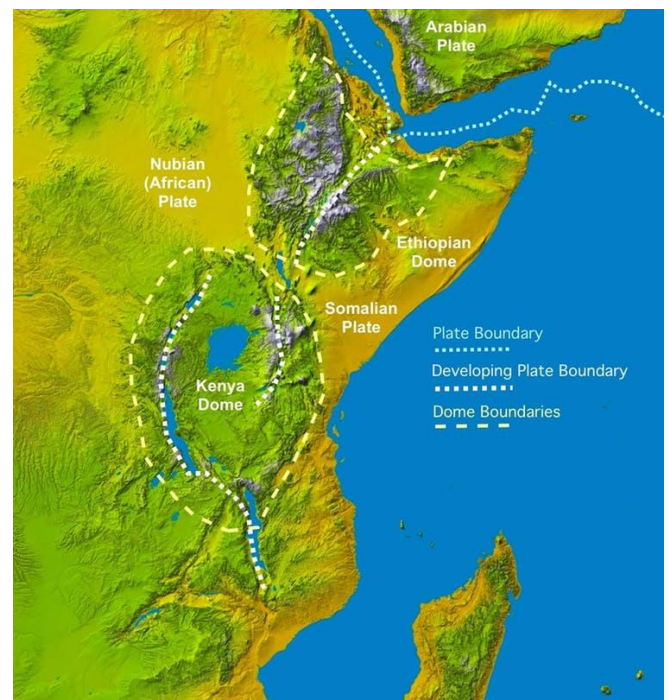 Arabian
Plate
Nubian
(African)
Plate
Ethiopian
Dome
Somalian
Plate
Plate Boundary
Developing Plate Boundary
Kenya
Dome
Dome Boundaries